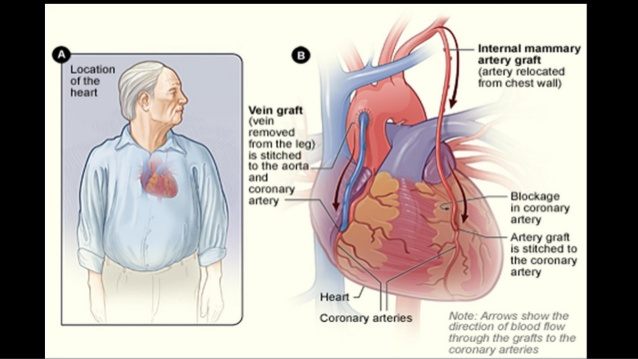 A
Location
of the
heart
B
Internal mammary
artery graft
(artery relocated
from chest wall)
Vein graft
(vein
removed
from the leg)
is stitched
to the aorta
and
coronary
artery
Blockage
in coronary
artery
Artery graft
is stitched to
the coronary
artery
Heart
Coronary arteries
Note: Arrows show the
direction of blood flow
through the grafts to the
coronary arteries